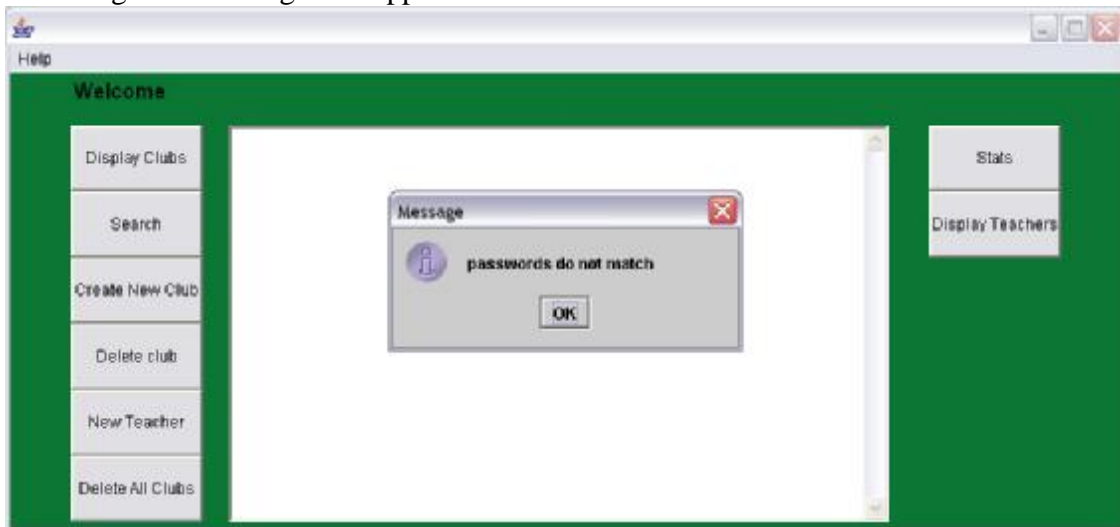 Help
Welcome
Display Clubs
Search
Create New Club
Delete club
New Teacher
Delete All Clubs
Message
passwords do not match
OK
Stats
Display Teachers